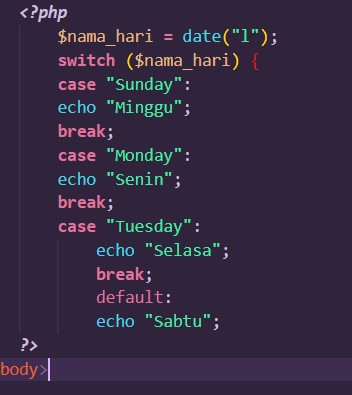 <?php
$nama_hari = date("l");
switch ($nama_hari) {
case "Sunday":
echo "Minggu";
break;
case "Monday":
echo "Senin";
break;
case "Tuesday":
echo "Selasa";
break;
default:
echo "Sabtu";
?>
body>